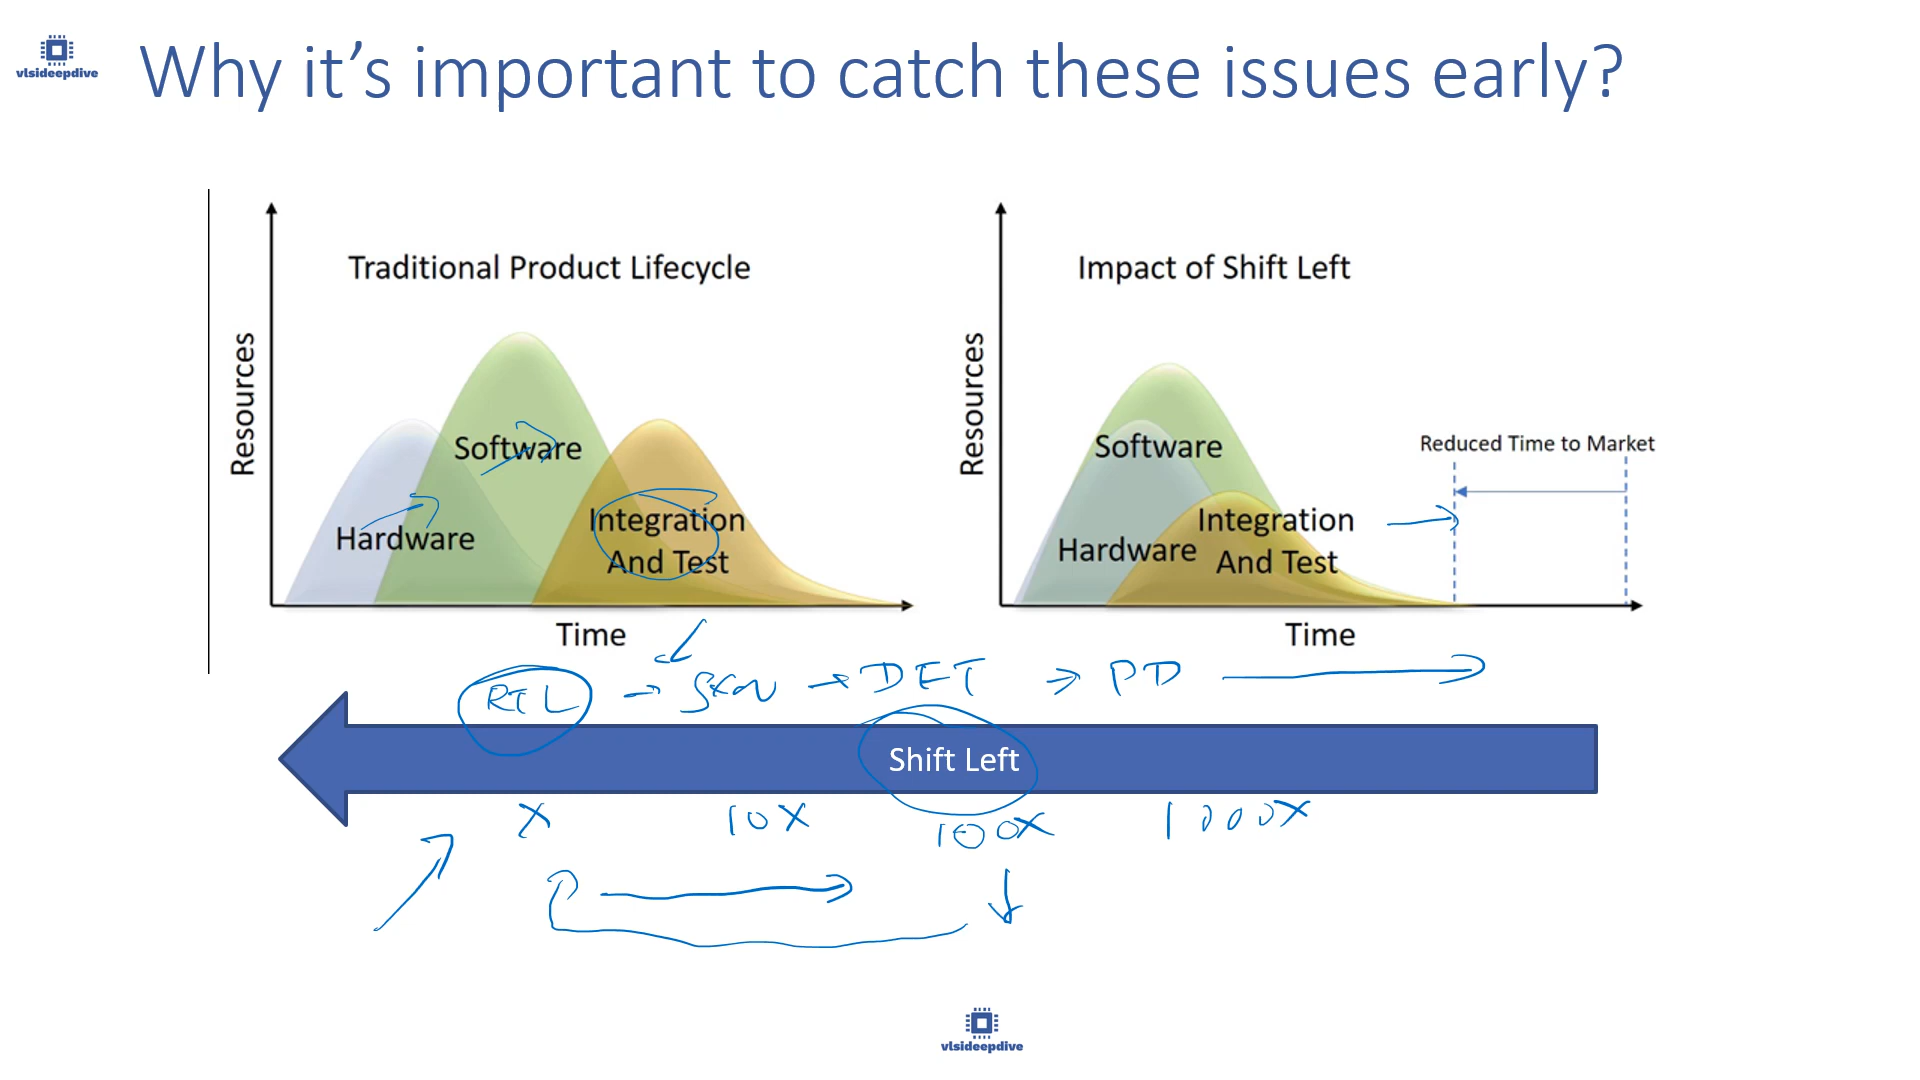 vlsideepdive
Why it's important to catch these issues early?
Traditional Product Lifecycle
Resources
Software
Hardware
Integration
And Test
Time
Impact of Shift Left
Resources
Software
Hardware
Integration
And Test
Reduced Time to Market
Time
RTL → → DFT → PD
Shift Left
X 10X 100X 1000X
vlsideepdive